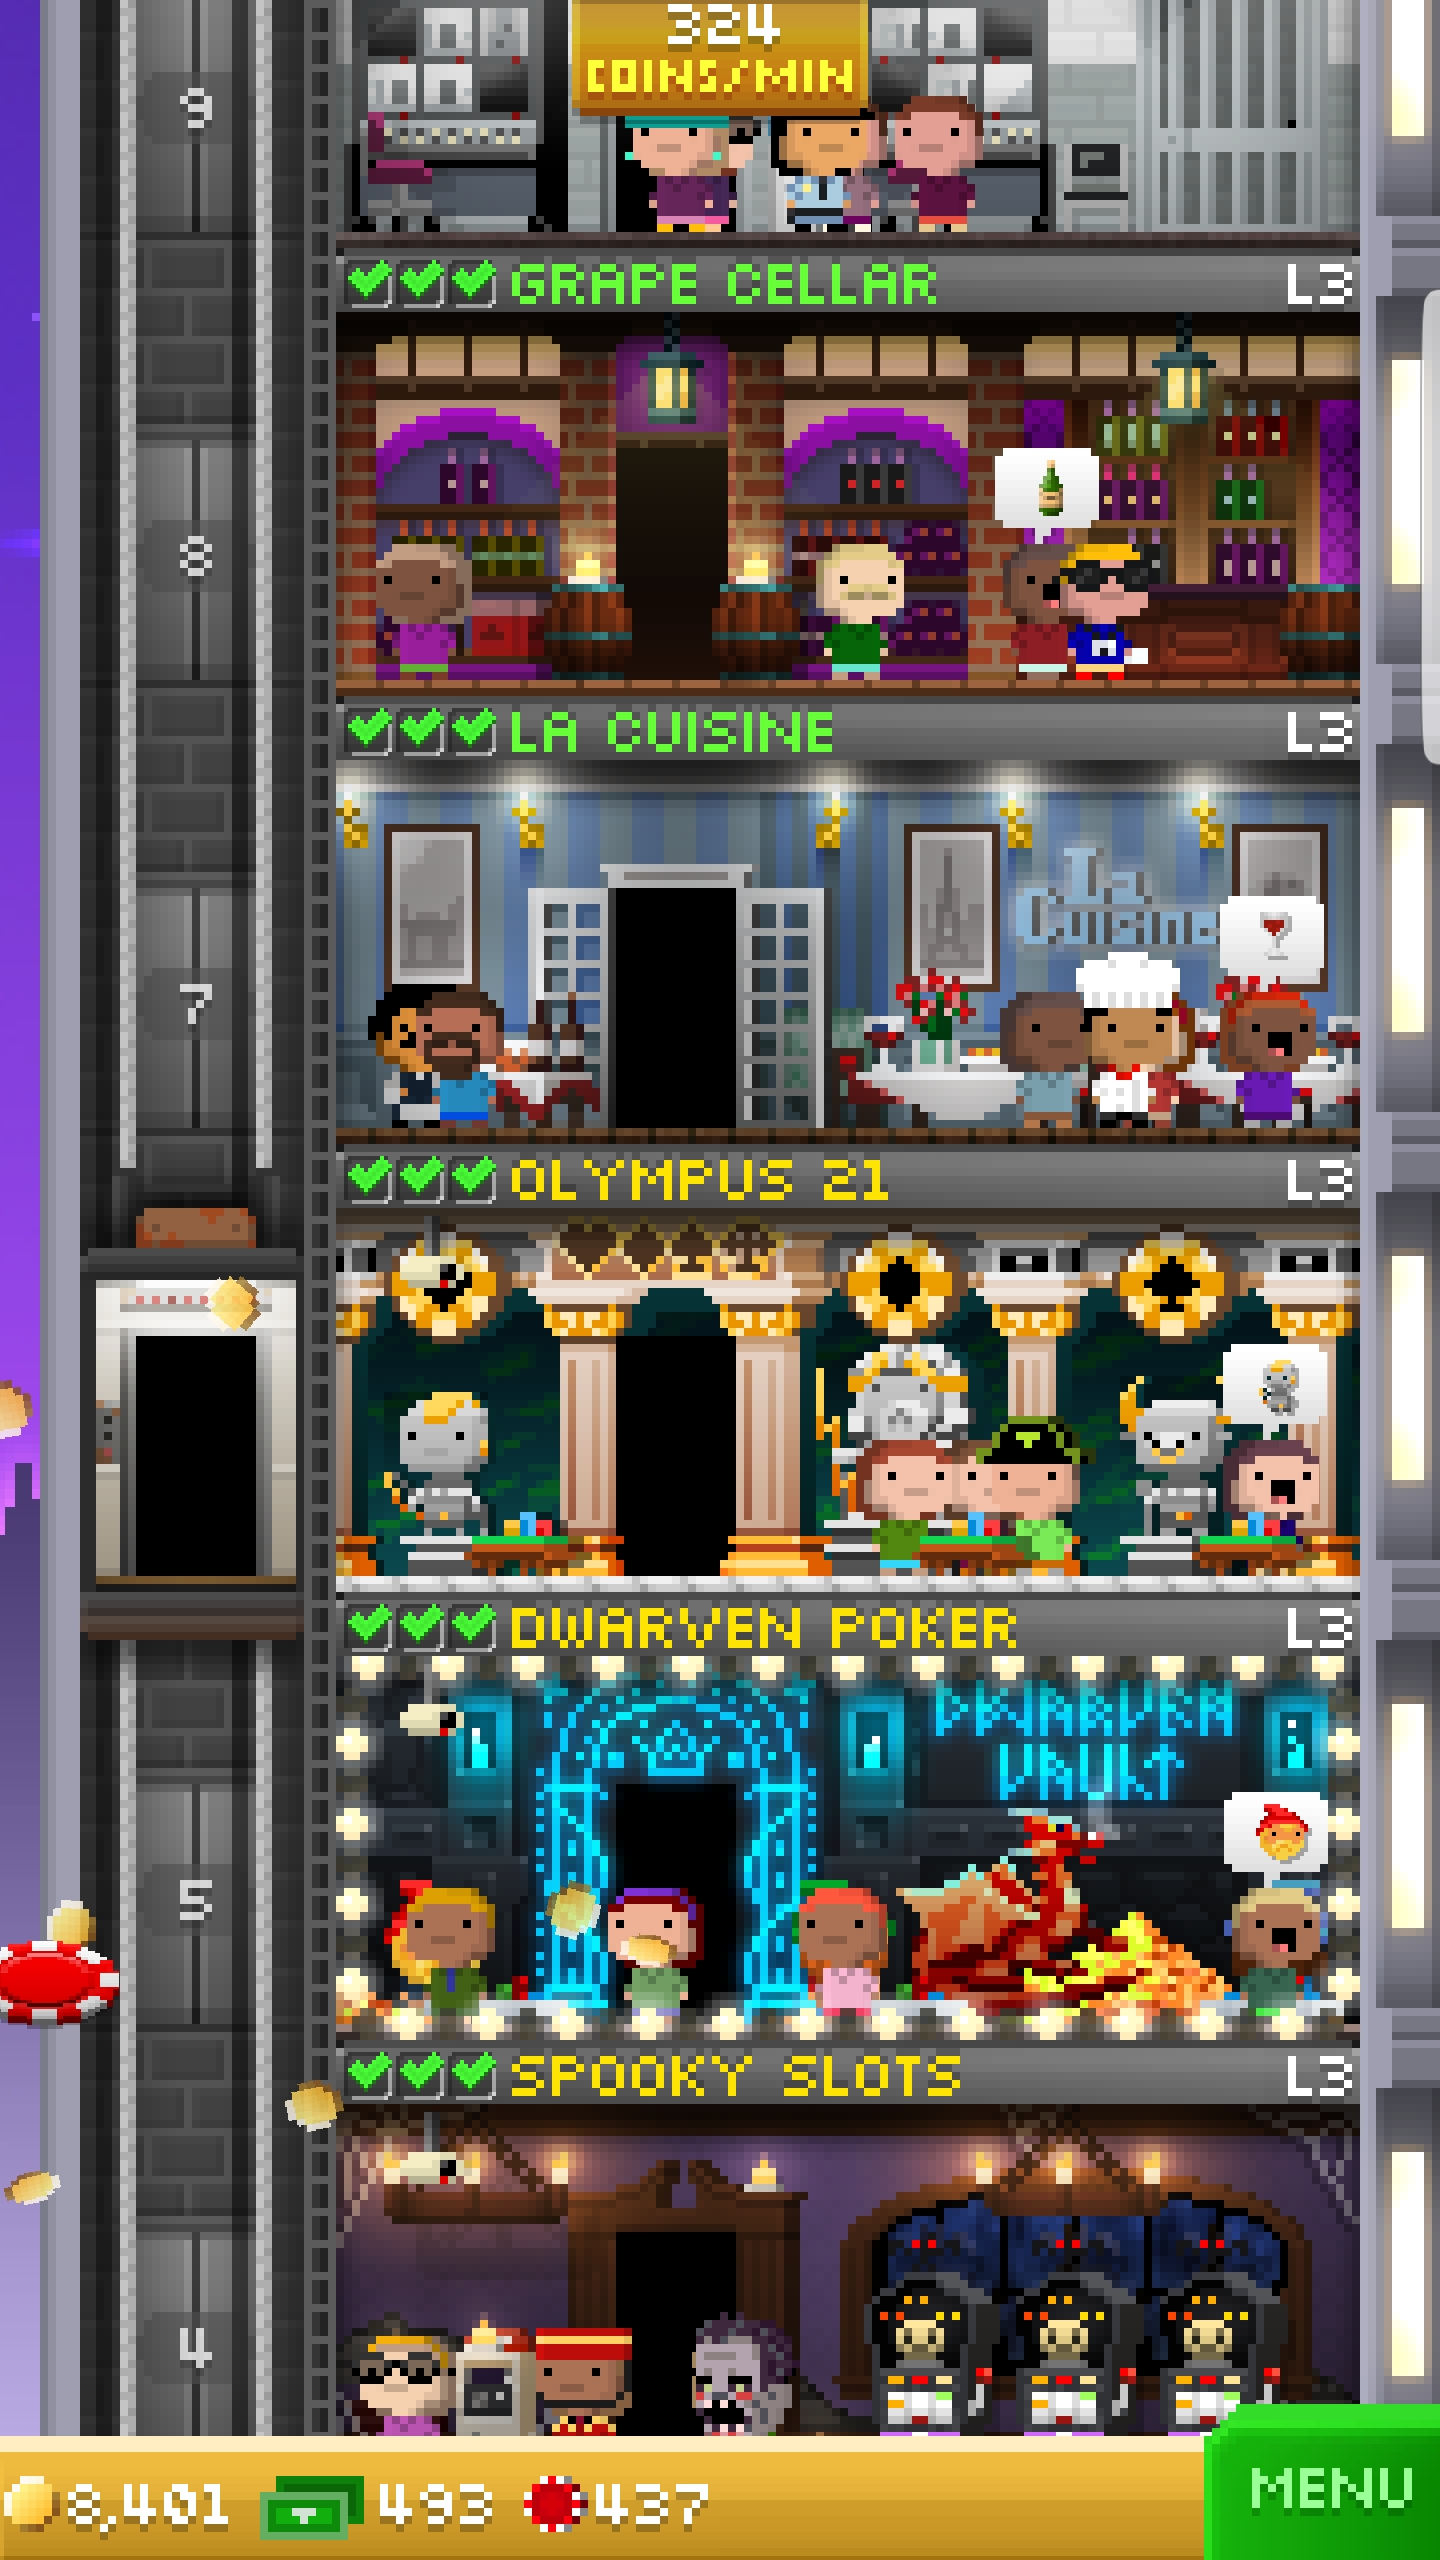 324
COINS/MIN
9
GRAPE CELLAR L3
8
LA CUISINE L3
La
Cuisine
7
OLYMPUS 21 L3
DWARVEN POKER L3
DWARVEN
VAULT
5
SPOOKY SLOTS L3
4
8,401 493 437
MENU